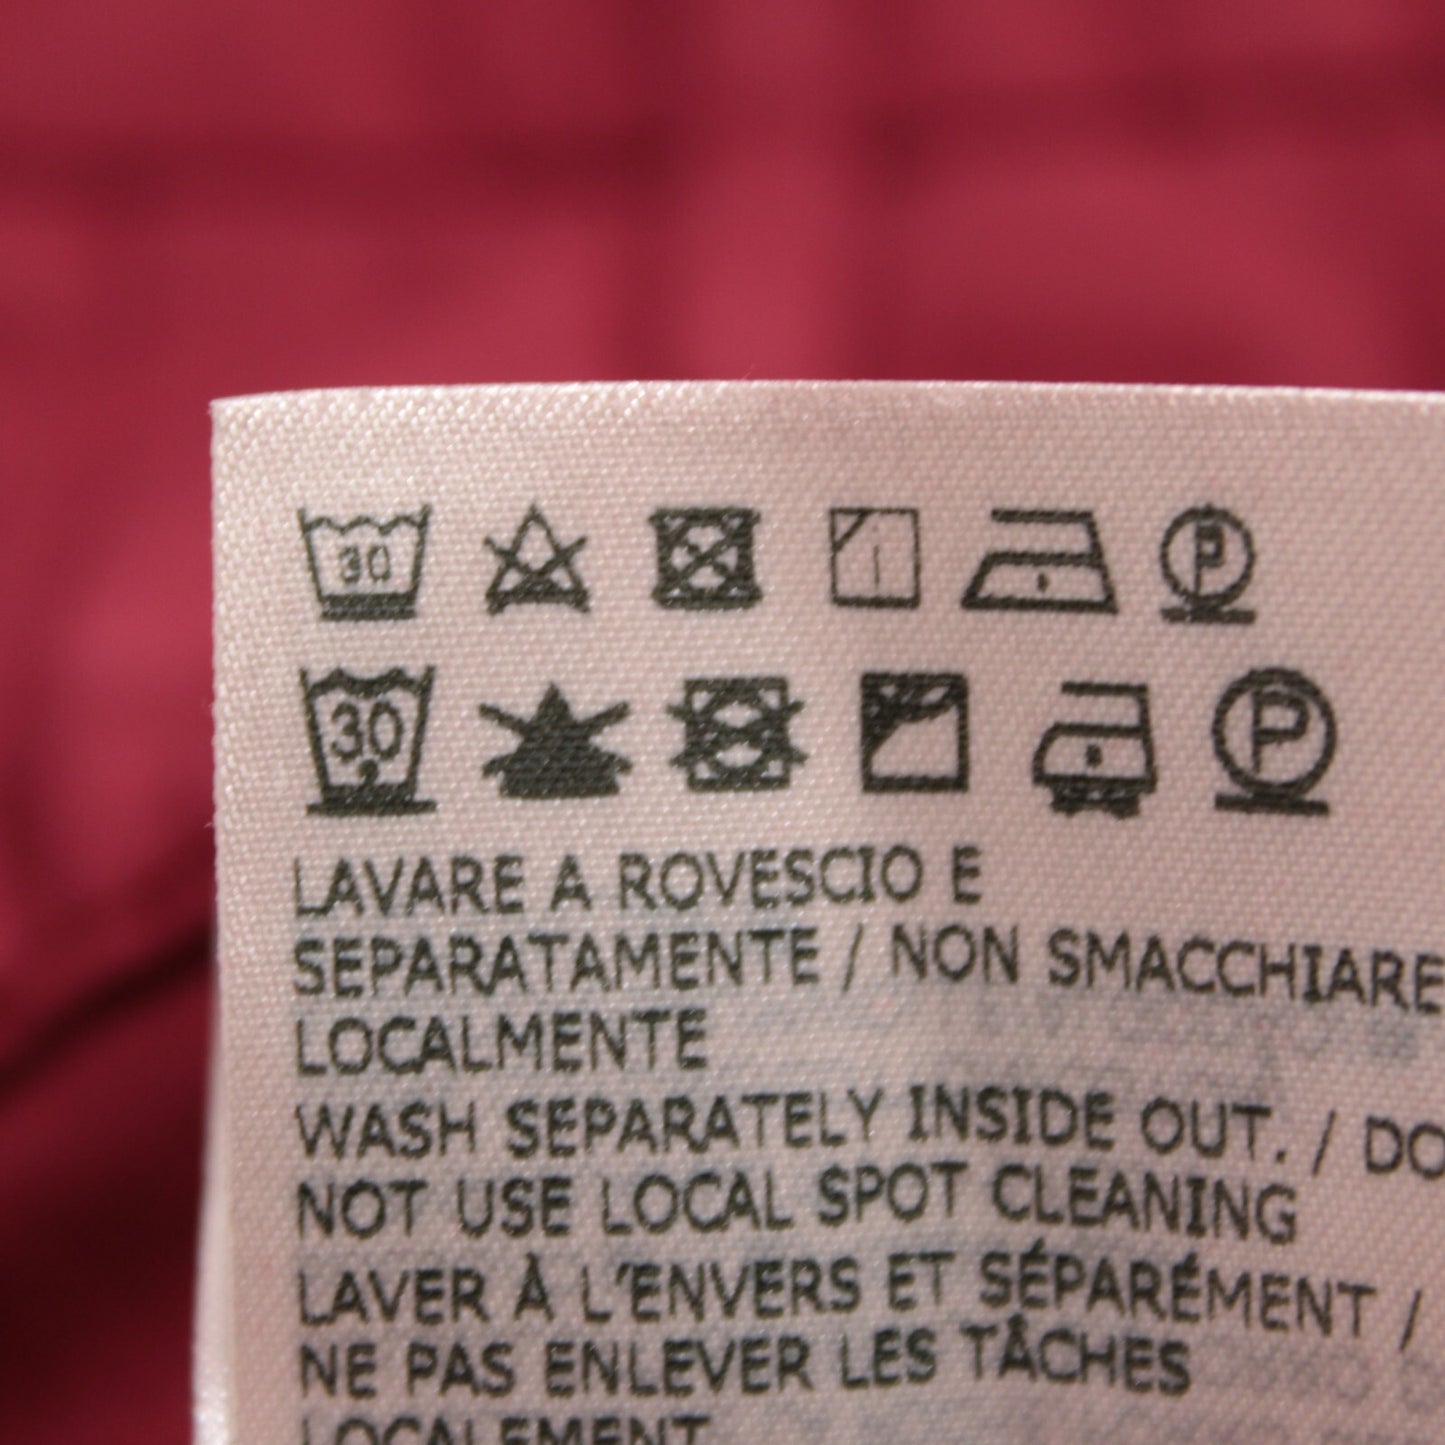 30 P
30 P
LAVARE A ROVESCIO E
SEPARATAMENTE / NON SMACCHIARE
LOCALMENTE
WASH SEPARATELY INSIDE OUT. / DO
NOT USE LOCAL SPOT CLEANING
LAVER À L'ENVERS ET SÉPARÉMENT /
NE PAS ENLEVER LES TÂCHES
LOCALEMENT